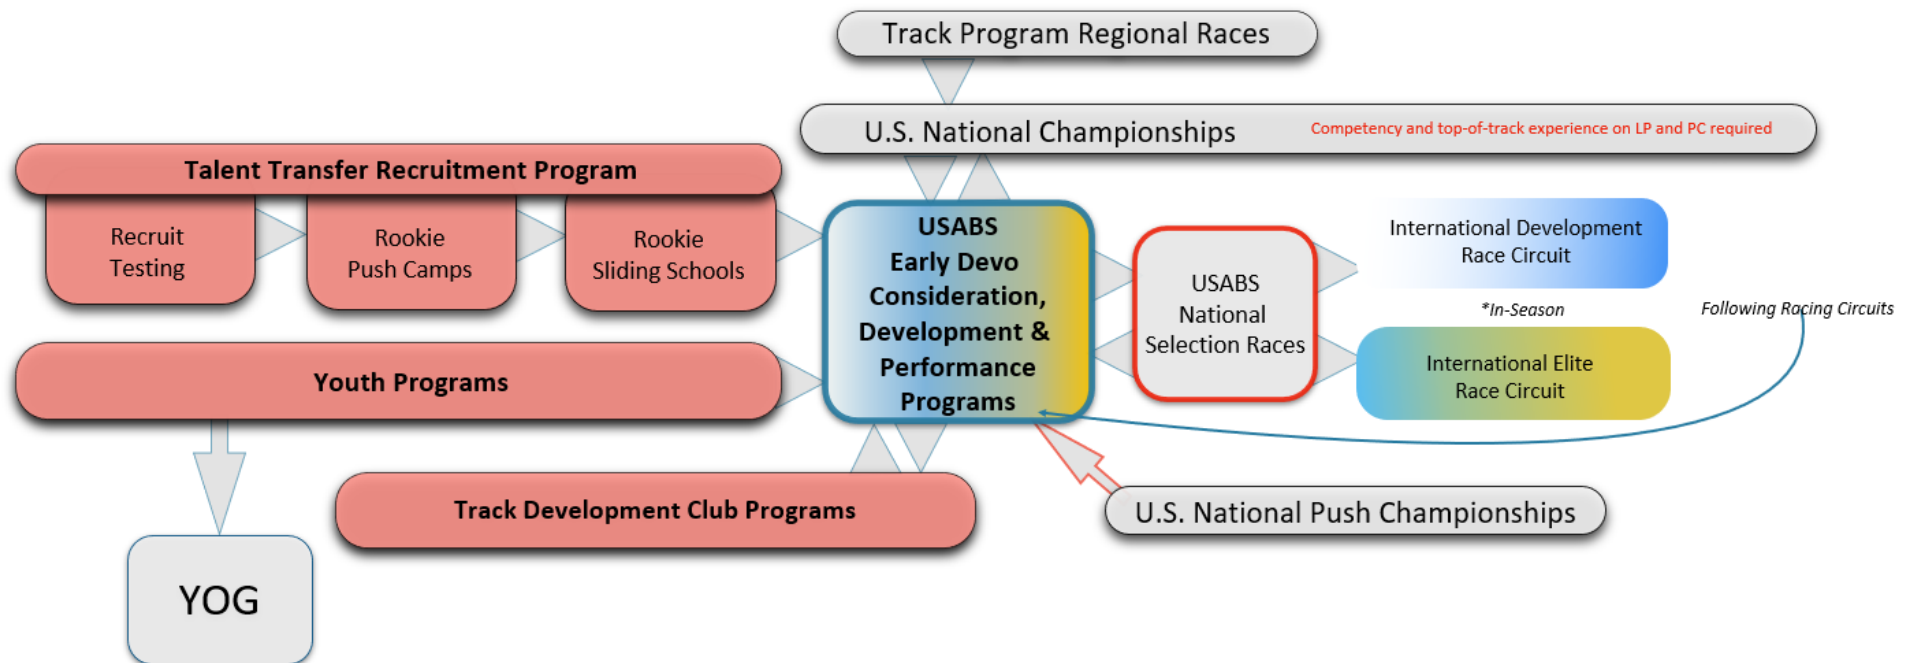 Track Program Regional Races
U.S. National Championships
Competency and top-of-track experience on LP and PC required
Talent Transfer Recruitment Program
Recruit
Testing
Rookie
Push Camps
Rookie
Sliding Schools
USABS
Early Devo
Consideration,
Development &
Performance
Programs
USABS
National
Selection Races
International Development
Race Circuit
*In-Season
Following Racing Circuits
International Elite
Race Circuit
Youth Programs
Track Development Club Programs
U.S. National Push Championships
YOG